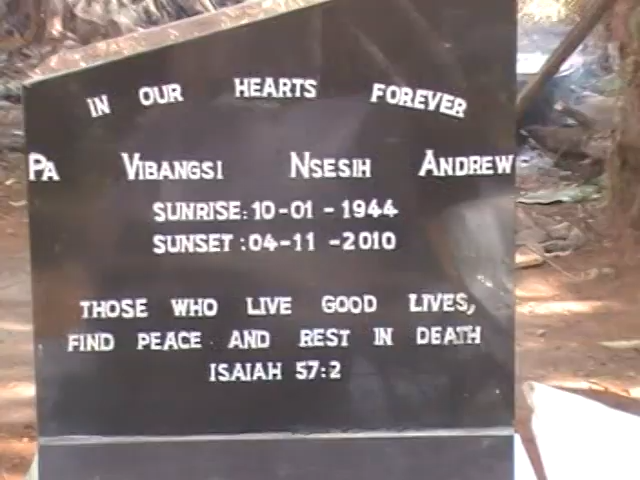 IN OUR HEARTS FOREVER
PA VIBANGSI NSESIH ANDREW
SUNRISE: 10-01 - 1944
SUNSET : 04-11 - 2010
THOSE WHO LIVE GOOD LIVES,
FIND PEACE AND REST IN DEATH
ISAIAH 57:2